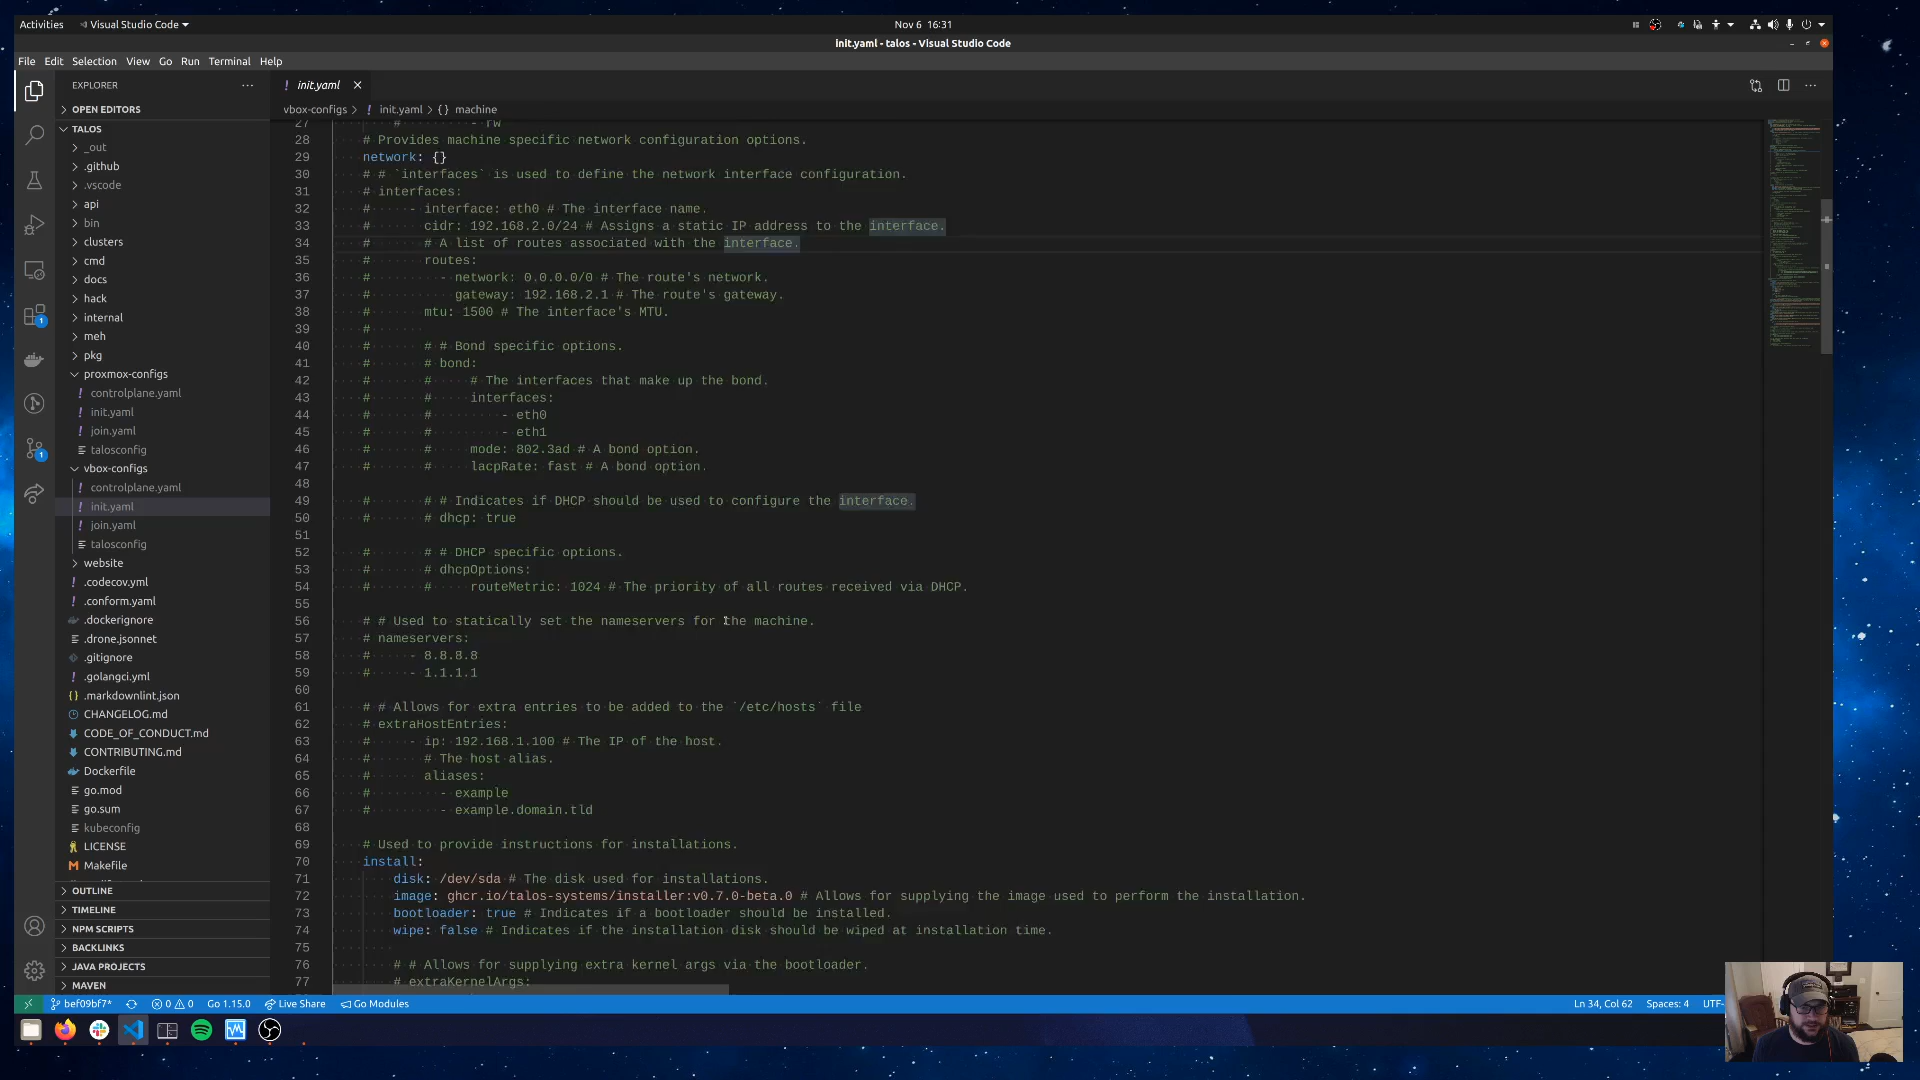 Activities
Visual Studio Code
Nov 6 16:31
init.yaml - talos - Visual Studio Code
File Edit Selection View Go Run Terminal Help
EXPLORER
OPEN EDITORS
TALOS
_out
.github
.vscode
api
bin
clusters
cmd
docs
hack
internal
meh
pkg
proxmox-configs
! controlplane.yaml
! init.yaml
! join.yaml
talosconfig
vbox-configs
! controlplane.yaml
! init.yaml
! join.yaml
talosconfig
website
! .codecov.yml
! .conform.yaml
.dockerignore
.drone.jsonnet
.gitignore
! .golangci.yml
{} .markdownlint.json
CHANGELOG.md
CODE_OF_CONDUCT.md
CONTRIBUTING.md
Dockerfile
go.mod
go.sum
kubeconfig
LICENSE
Makefile
OUTLINE
TIMELINE
NPM SCRIPTS
BACKLINKS
JAVA PROJECTS
MAVEN
1
1
! init.yaml
vbox-configs > ! init.yaml > {} machine
27 # - rw
28 # Provides machine specific network configuration options.
29 network: {}
30 # # `interfaces` is used to define the network interface configuration.
31 # interfaces:
32 # - interface: eth0 # The interface name.
33 # cidr: 192.168.2.0/24 # Assigns a static IP address to the interface.
34 # # A list of routes associated with the interface.
35 # routes:
36 # - network: 0.0.0.0/0 # The route's network.
37 # gateway: 192.168.2.1 # The route's gateway.
38 # mtu: 1500 # The interface's MTU.
39 #
40 # # # Bond specific options.
41 # # bond:
42 # # # The interfaces that make up the bond.
43 # # interfaces:
44 # # - eth0
45 # # - eth1
46 # # mode: 802.3ad # A bond option.
47 # # lacpRate: fast # A bond option.
48
49 # # # Indicates if DHCP should be used to configure the interface.
50 # # dhcp: true
51
52 # # # DHCP specific options.
53 # # dhcpOptions:
54 # # routeMetric: 1024 # The priority of all routes received via DHCP.
55
56 # # Used to statically set the nameservers for the machine.
57 # nameservers:
58 # - 8.8.8.8
59 # - 1.1.1.1
60
61 # # Allows for extra entries to be added to the `/etc/hosts` file
62 # extraHostEntries:
63 # - ip: 192.168.1.100 # The IP of the host.
64 # # The host alias.
65 # aliases:
66 # - example
67 # - example.domain.tld
68
69 # Used to provide instructions for installations.
70 install:
71 disk: /dev/sda # The disk used for installations.
72 image: ghcr.io/talos-systems/installer:v0.7.0-beta.0 # Allows for supplying the image used to perform the installation.
73 bootloader: true # Indicates if a bootloader should be installed.
74 wipe: false # Indicates if the installation disk should be wiped at installation time.
75
76 # # Allows for supplying extra kernel args via the bootloader.
77 # extraKernelArgs:
bef09bf7* 0 0 Go 1.15.0 Live Share Go Modules
Ln 34, Col 62 Spaces: 4 UTF-